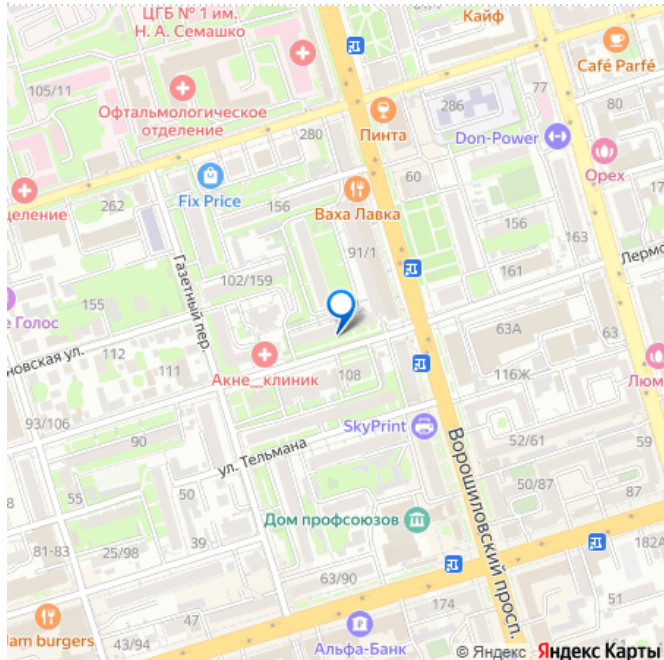 ЦГБ № 1 им.
Н. А. Семашко
Кайф
Café Parfé
105/11
Офтальмологическое
отделение
280
Пинта
286
77
80
Don-Power
Орех
деление
262
Fix Price
156
Ваха Лавка
60
156
163
91/1
Газетный пер.
102/159
161
Лермо
155
е Голос
новская ул.
112
111
Акне_клиник
108
63А
63
116Ж
Люм
93/106
90
SkyPrint
ул. Тельмана
Ворошиловский просп.
52/61
59
55
50
50/87
87
Дом профсоюзов
81-83
25/98
39
182А
63/90
174
lam burgers
43/94
Альфа-Банк
© Яндекс Яндекс Карты